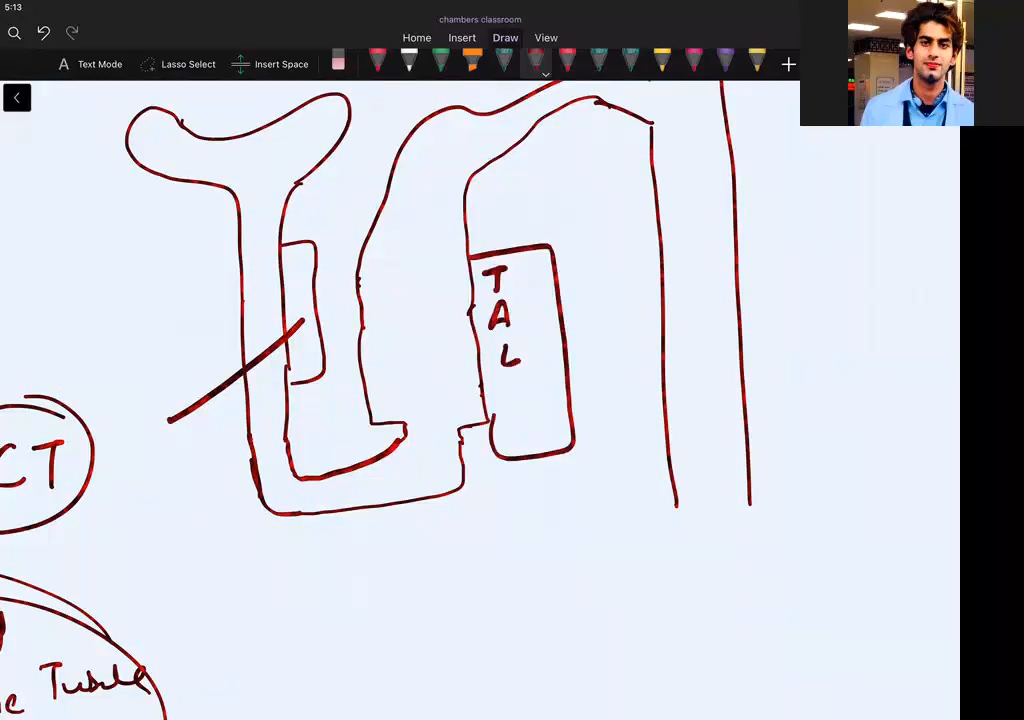 5:13
chambers classroom
Home Insert Draw View
Text Mode Lasso Select Insert Space
T
A
L
CT
Tubule